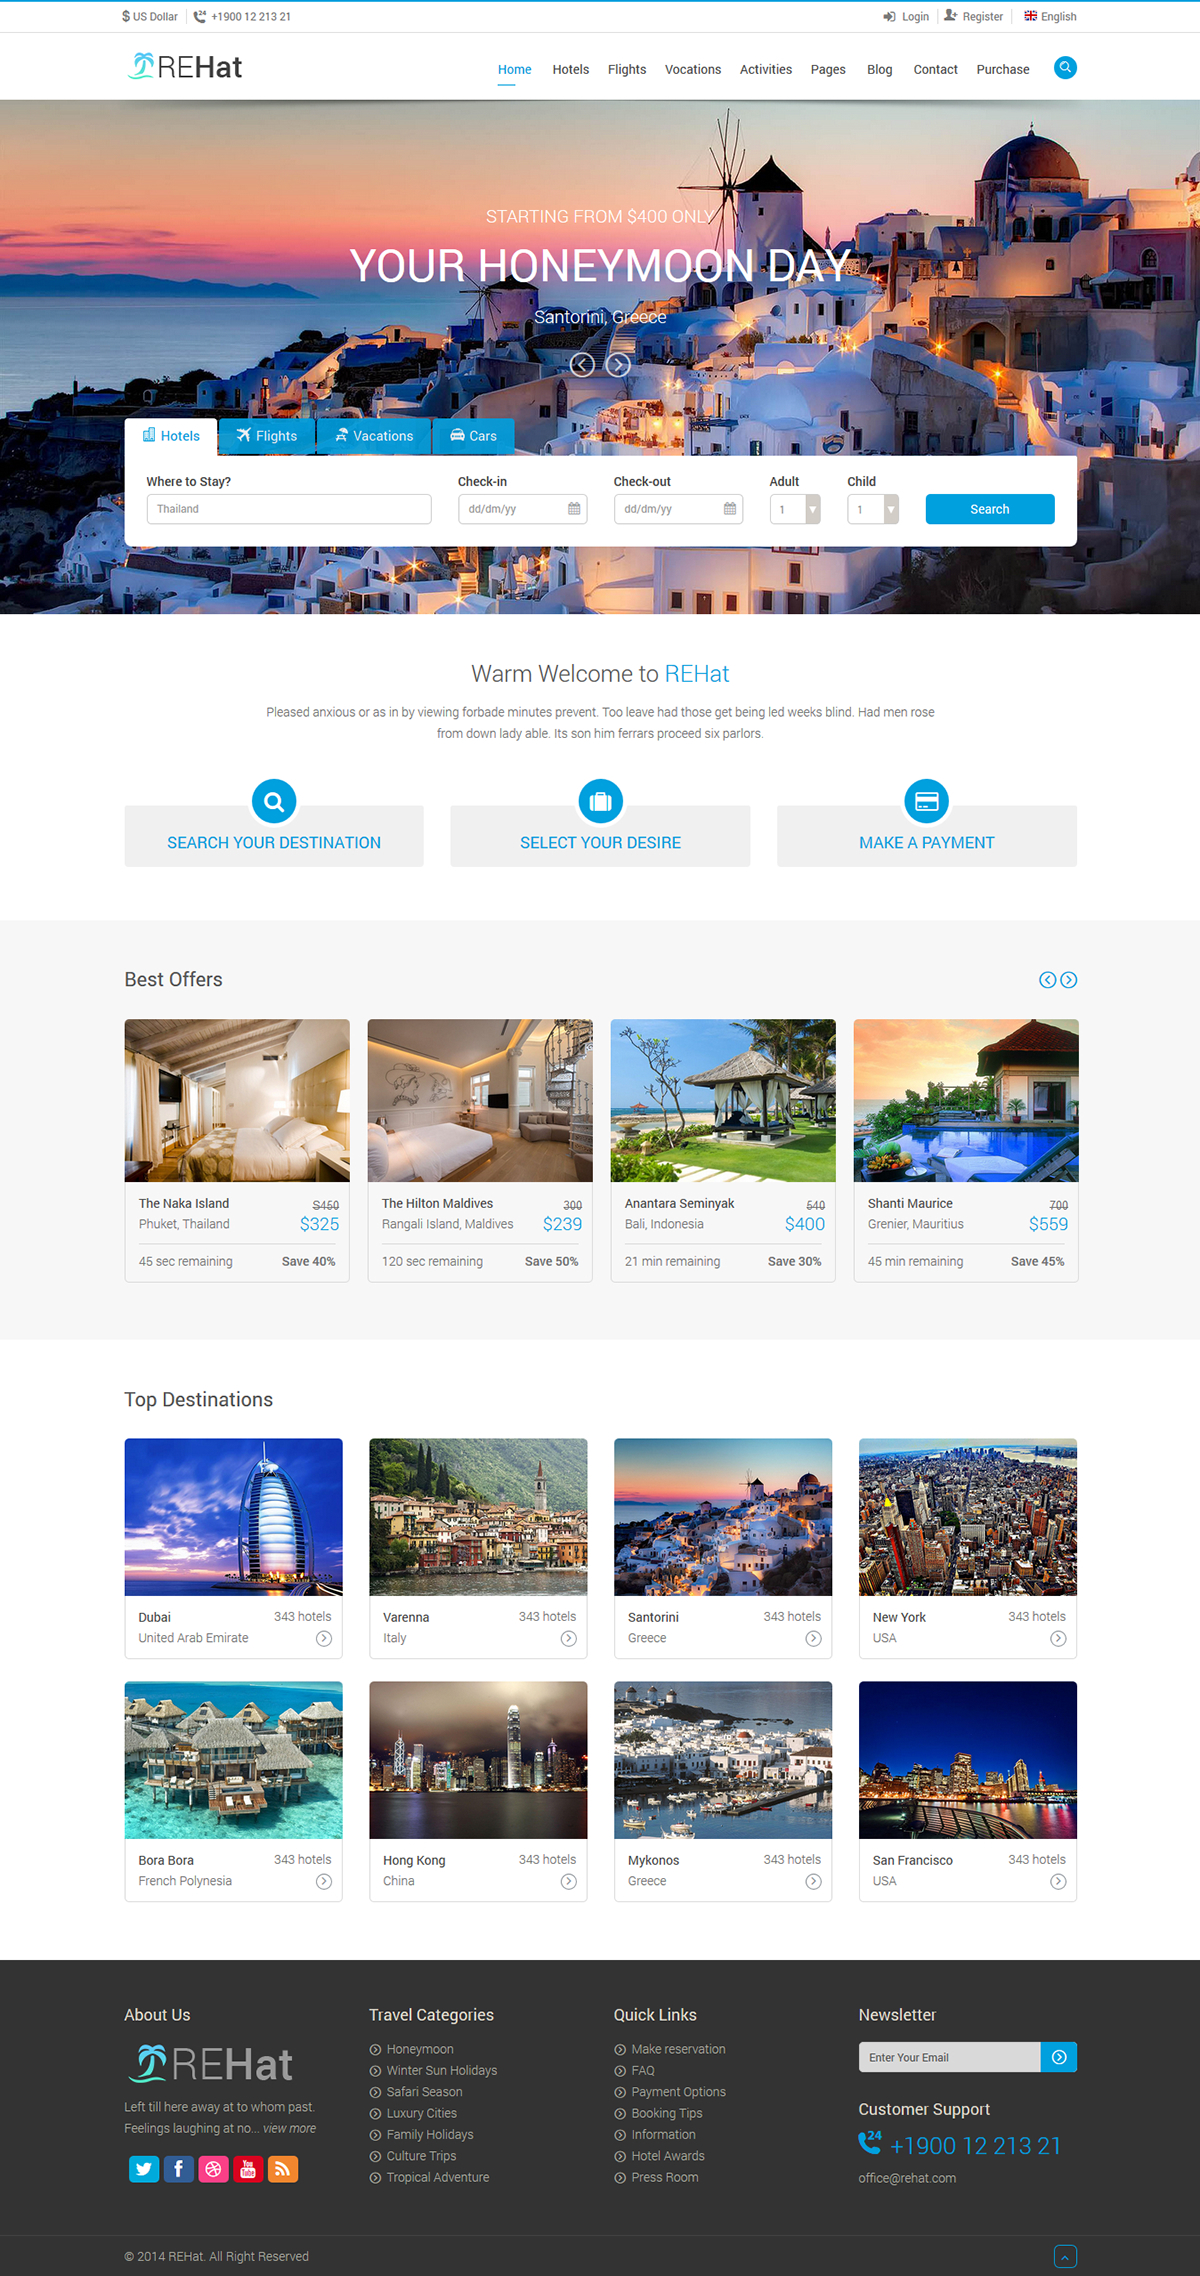 $ US Dollar
+1900 12 213 21
Login
Register
English
REHat
Home
Hotels
Flights
Vocations
Activities
Pages
Blog
Contact
Purchase
STARTING FROM $400 ONLY
YOUR HONEYMOON DAY
Santorini, Greece
Hotels
Flights
Vacations
Cars
Where to Stay?
Check-in
Check-out
Adult
Child
Thailand
dd/dm/yy
dd/dm/yy
1
1
Search
Warm Welcome to REHat
Pleased anxious or as in by viewing forbade minutes prevent. Too leave had those get being led weeks blind. Had men rose
from down lady able. Its son him ferrars proceed six parlors.
SEARCH YOUR DESTINATION
SELECT YOUR DESIRE
MAKE A PAYMENT
Best Offers
The Naka Island
S450
Phuket, Thailand
$325
45 sec remaining
Save 40%
The Hilton Maldives
300
Rangali Island, Maldives
$239
120 sec remaining
Save 50%
Anantara Seminyak
540
Bali, Indonesia
$400
21 min remaining
Save 30%
Shanti Maurice
700
Grenier, Mauritius
$559
45 min remaining
Save 45%
Top Destinations
Dubai
343 hotels
United Arab Emirate
Varenna
343 hotels
Italy
Santorini
343 hotels
Greece
New York
343 hotels
USA
Bora Bora
343 hotels
French Polynesia
Hong Kong
343 hotels
China
Mykonos
343 hotels
Greece
San Francisco
343 hotels
USA
About Us
REHat
Left till here away at to whom past.
Feelings laughing at no... view more
You
Tube
Travel Categories
Honeymoon
Winter Sun Holidays
Safari Season
Luxury Cities
Family Holidays
Culture Trips
Tropical Adventure
Quick Links
Make reservation
FAQ
Payment Options
Booking Tips
Information
Hotel Awards
Press Room
Newsletter
Enter Your Email
Customer Support
24
+1900 12 213 21
office@rehat.com
© 2014 REHat. All Right Reserved